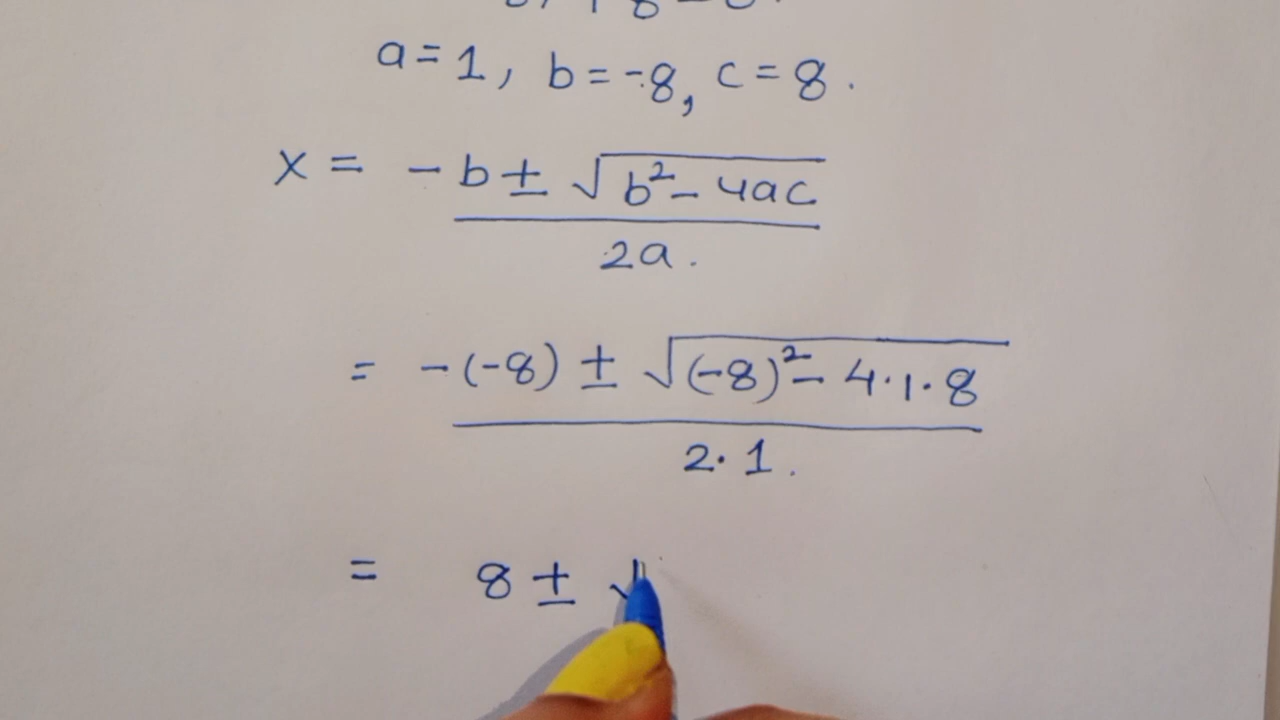 a = 1, b = -8, c = 8.
x = -b ± √b² - 4ac
2a.
= -(-8) ± √(-8)² - 4·1·8
2·1.
= 8 ± √